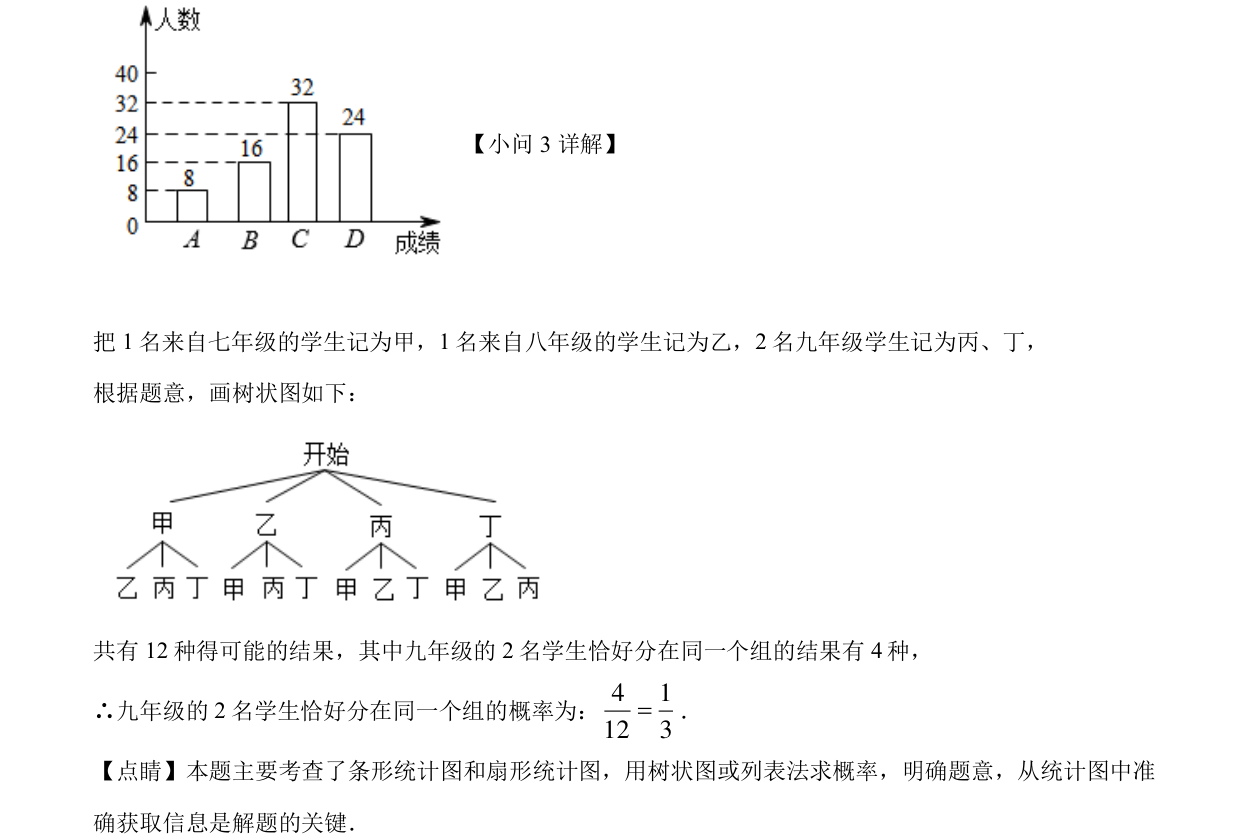 人数
40
32
32
24
24
16
16
8
8
0
A B C D
成绩
【小问 3 详解】
把 1 名来自七年级的学生记为甲，1 名来自八年级的学生记为乙，2 名九年级学生记为丙、丁，
根据题意，画树状图如下：
开始
甲 乙 丙 丁
乙 丙 丁 甲 丙 丁 甲 乙 丁 甲 乙 丙
共有 12 种得可能的结果，其中九年级的 2 名学生恰好分在同一个组的结果有 4 种，
∴九年级的 2 名学生恰好分在同一个组的概率为：4/12 = 1/3．
【点睛】本题主要考查了条形统计图和扇形统计图，用树状图或列表法求概率，明确题意，从统计图中准
确获取信息是解题的关键．